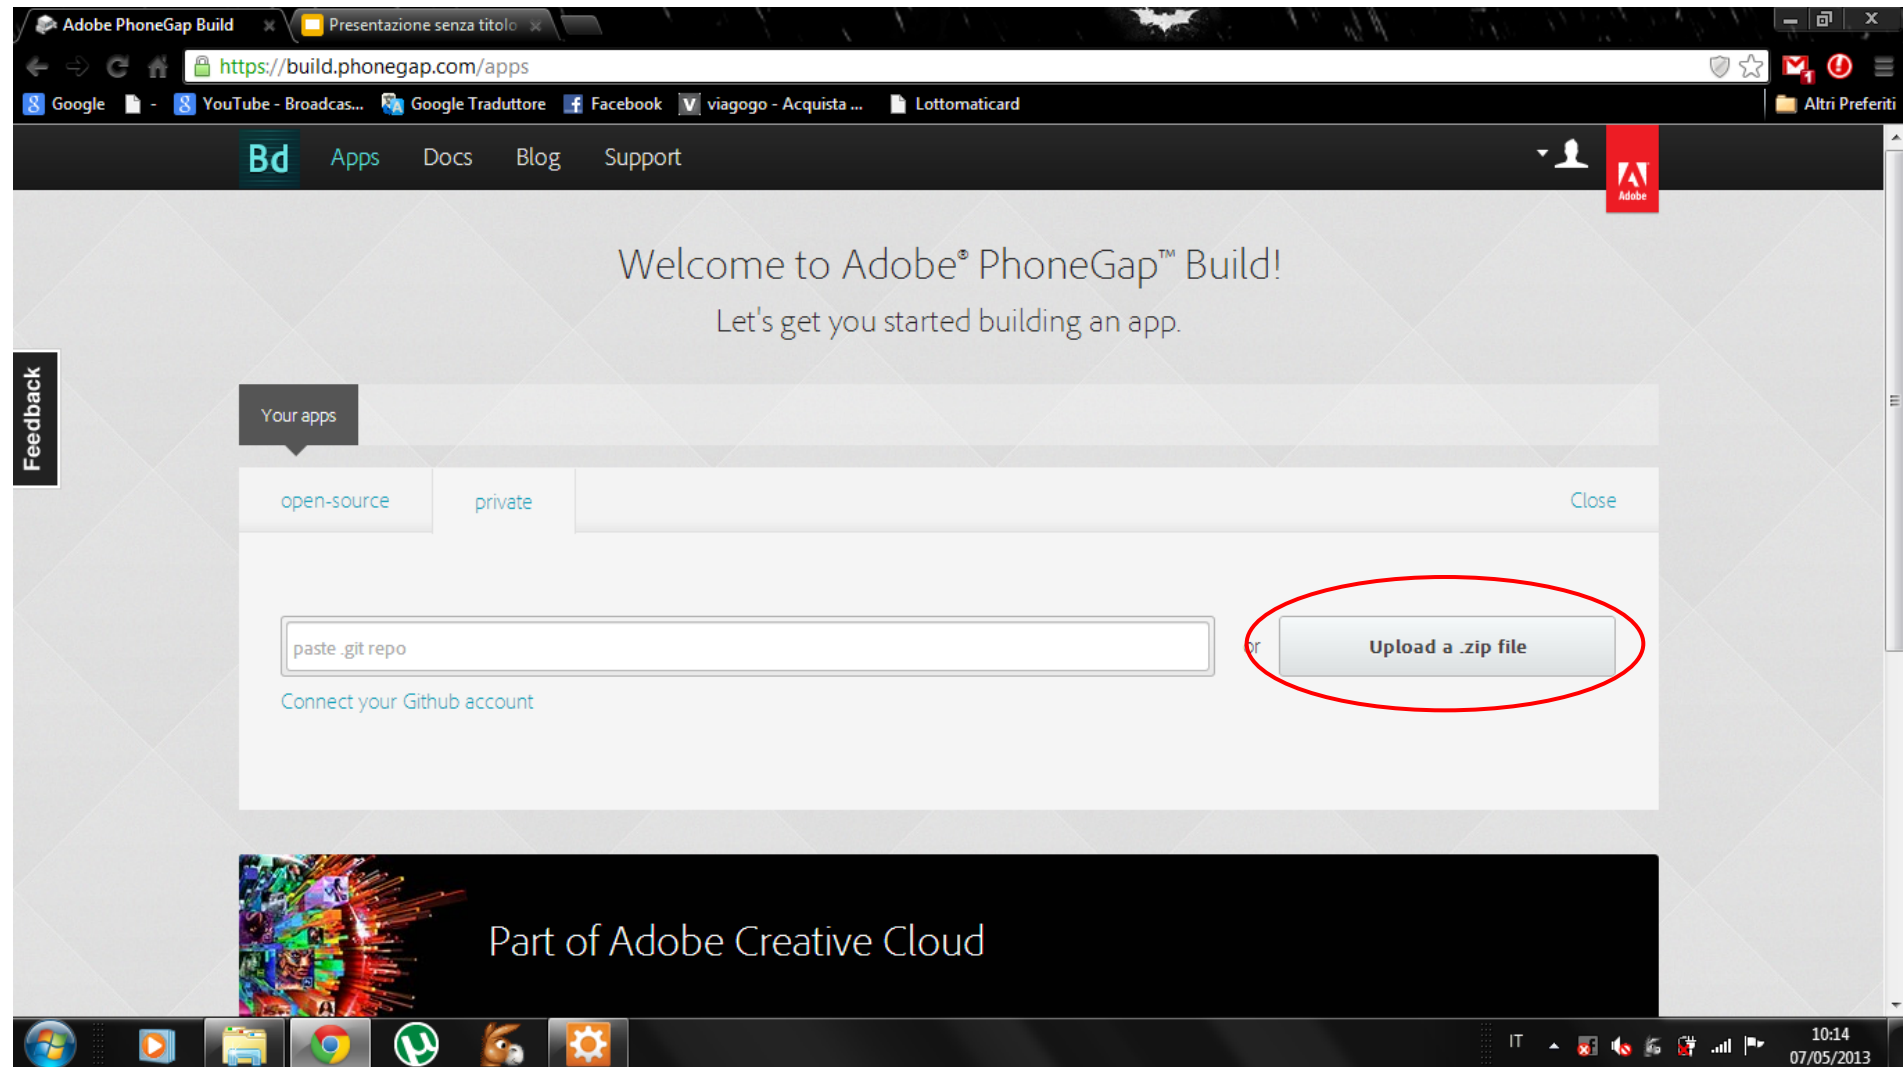 Adobe PhoneGap Build
Presentazione senza titolo
https://build.phonegap.com/apps
Google
-
YouTube - Broadcas...
Google Traduttore
Facebook
viagogo - Acquista ...
Lottomaticard
Altri Preferiti
Bd
Apps
Docs
Blog
Support
Adobe
Welcome to Adobe® PhoneGap™ Build!
Let's get you started building an app.
Feedback
Your apps
open-source
private
Close
paste .git repo
or
Upload a .zip file
Connect your Github account
Part of Adobe Creative Cloud
IT
10:14
07/05/2013